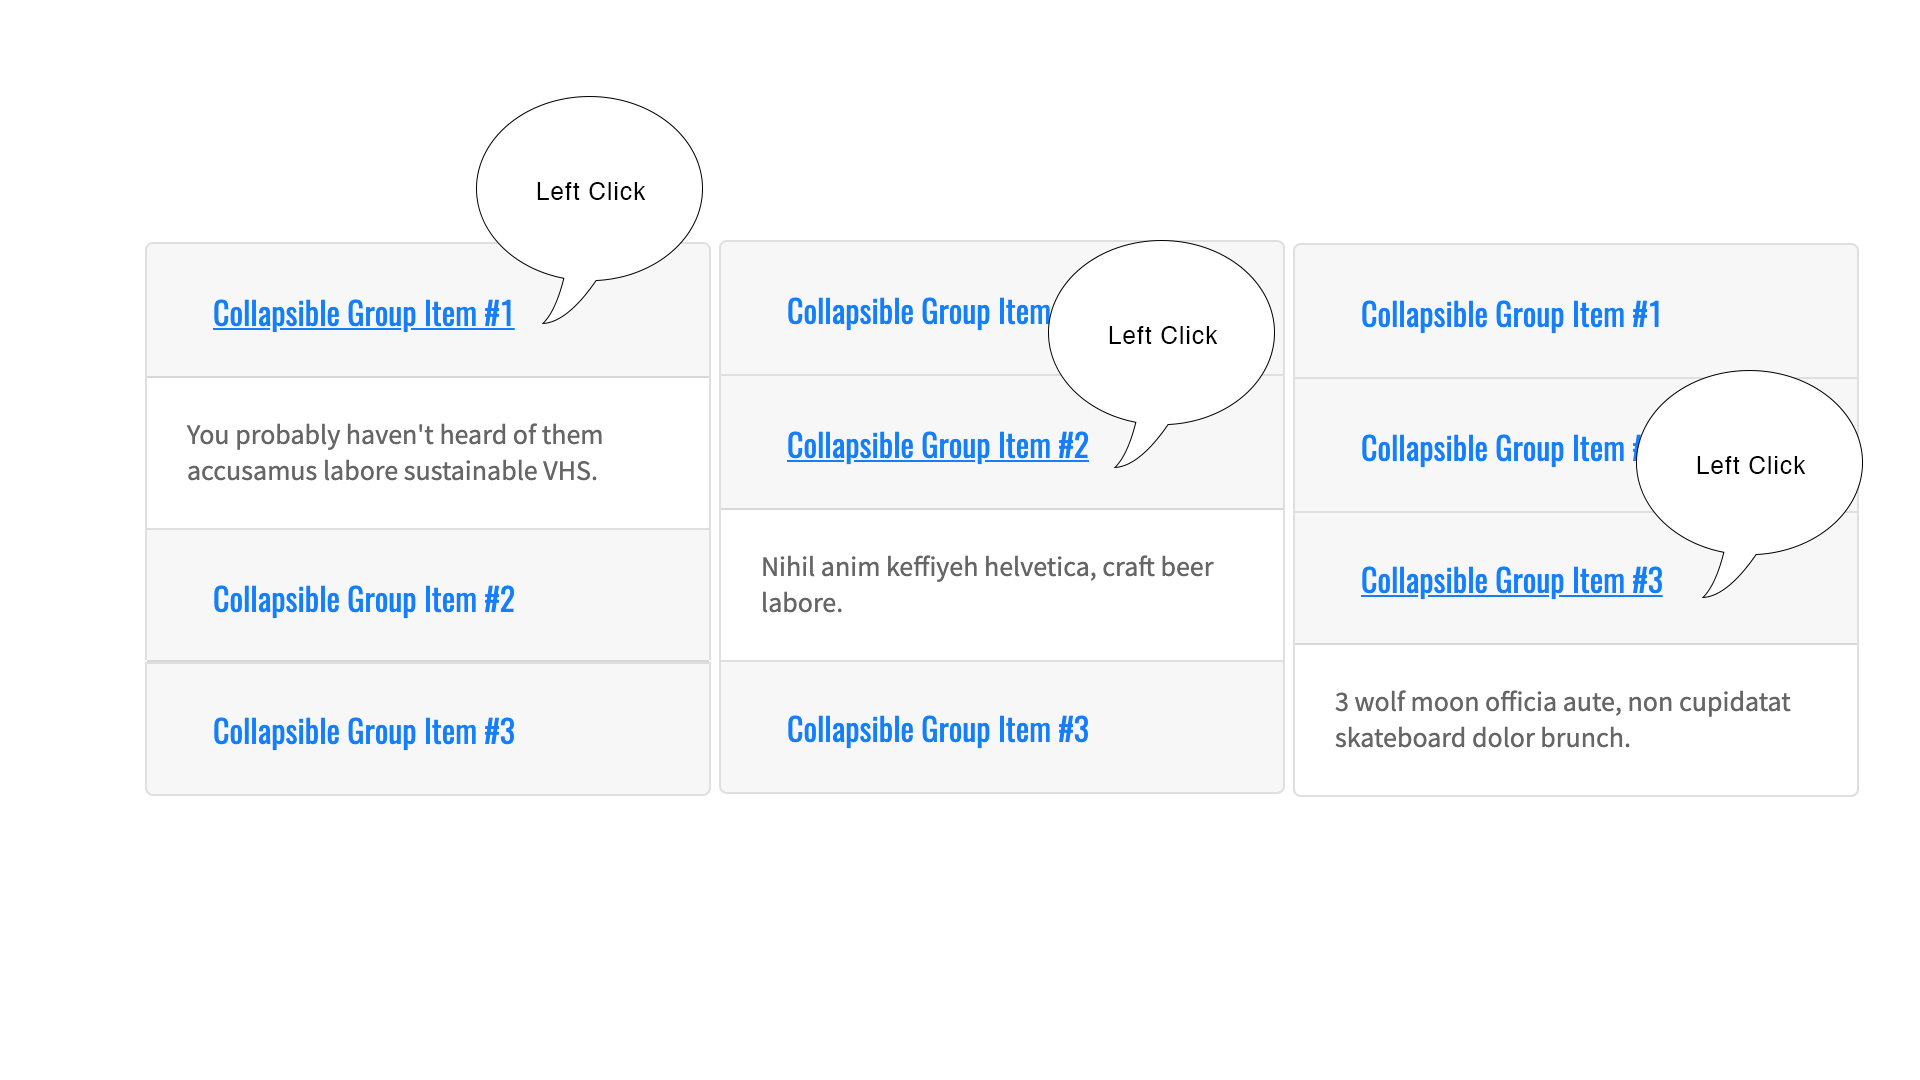 Left Click
Collapsible Group Item #1
You probably haven't heard of them
accusamus labore sustainable VHS.
Collapsible Group Item #2
Collapsible Group Item #3
Collapsible Group Item
Left Click
Collapsible Group Item #2
Nihil anim keffiyeh helvetica, craft beer
labore.
Collapsible Group Item #3
Collapsible Group Item #1
Collapsible Group Item
Left Click
Collapsible Group Item #3
3 wolf moon officia aute, non cupidatat
skateboard dolor brunch.